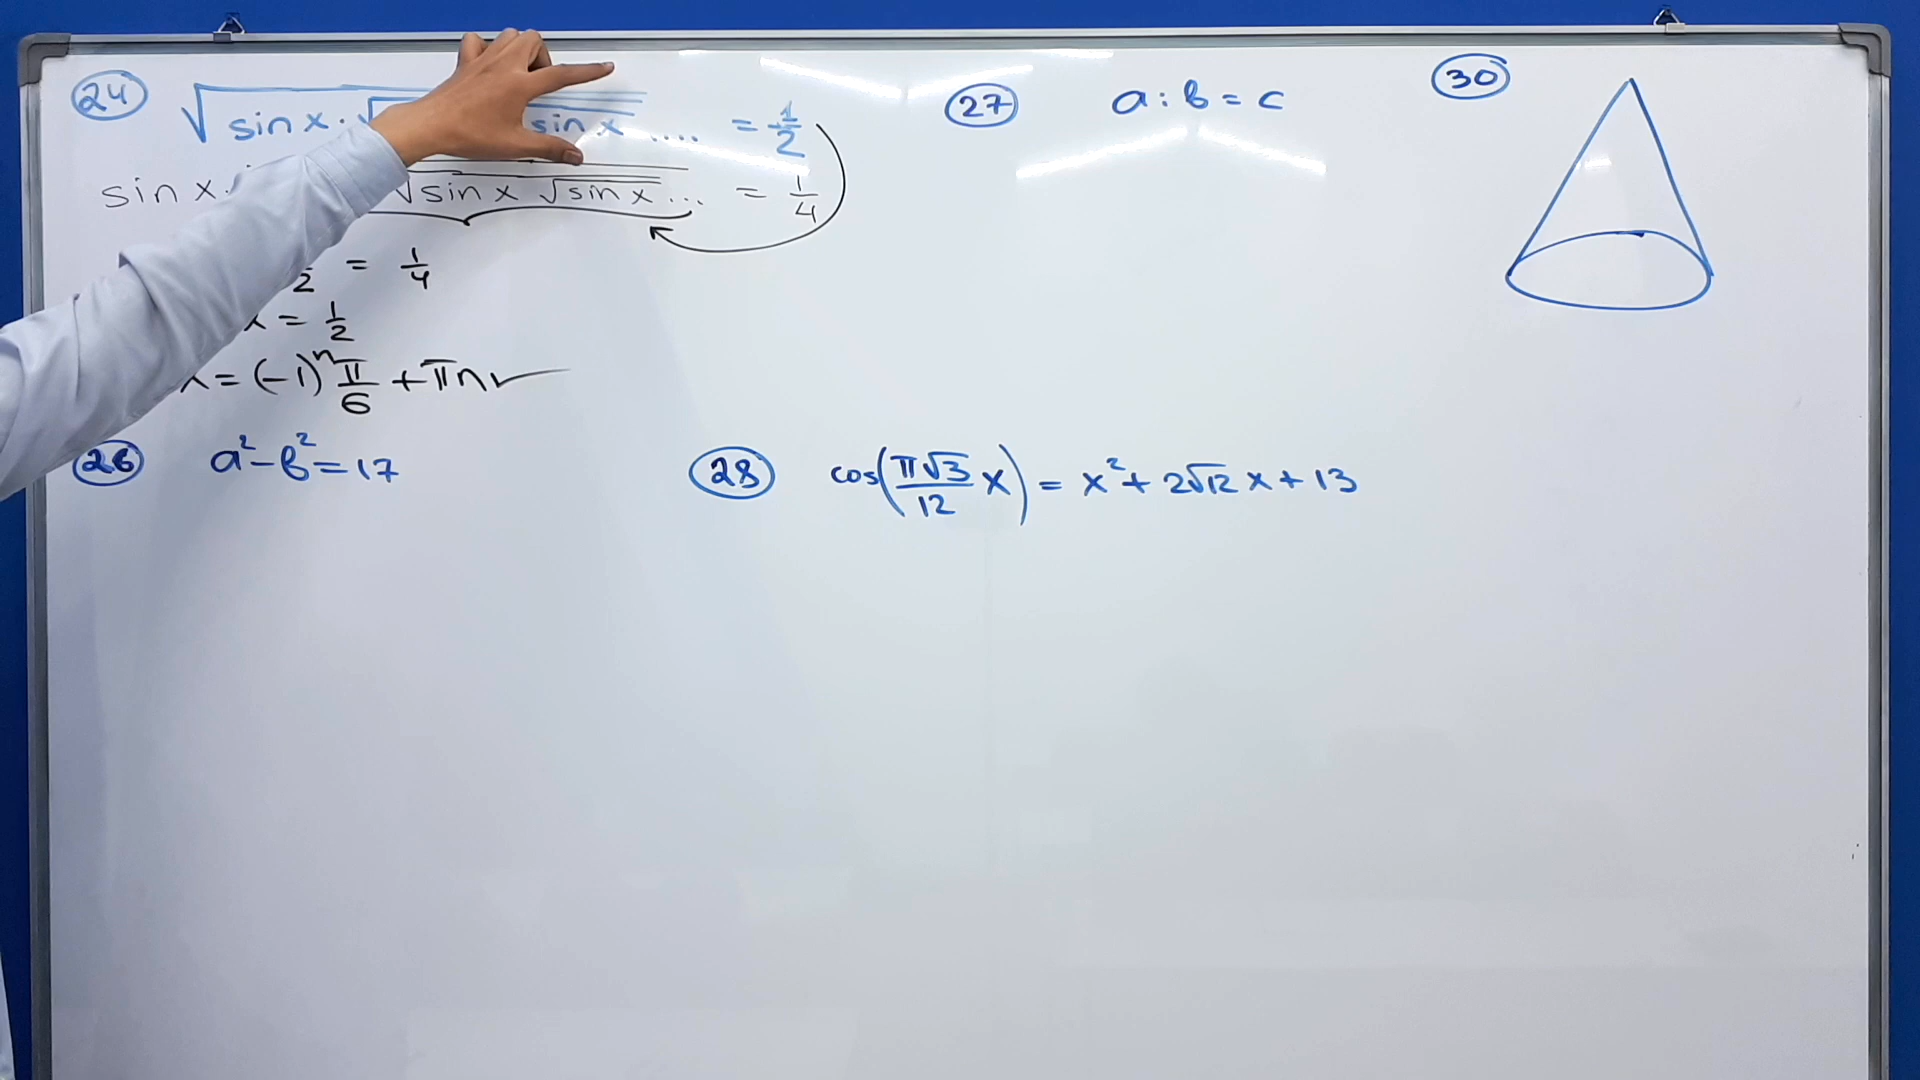 24 √sin x · √ sin x .... = 1/2
sin x · √sin x √sin x ... = 1/4
2 = 1/4
x = 1/2
x = (-1)ⁿ π/6 + πn
26 a² - b² = 17
27 a : b = c
28 cos(π√3/12 x) = x² + 2√12 x + 13
30